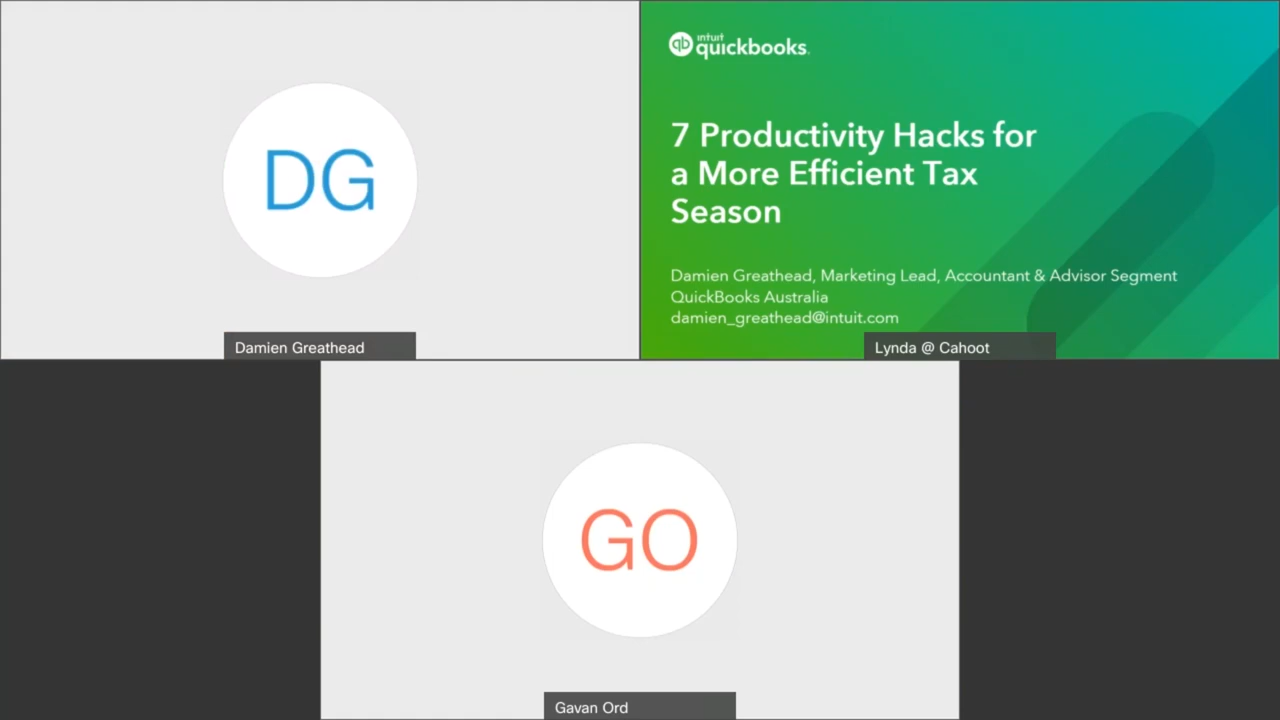 DG
Damien Greathead
intuit
quickbooks.
7 Productivity Hacks for
a More Efficient Tax
Season
Damien Greathead, Marketing Lead, Accountant & Advisor Segment
QuickBooks Australia
damien_greathead@intuit.com
Lynda @ Cahoot
GO
Gavan Ord